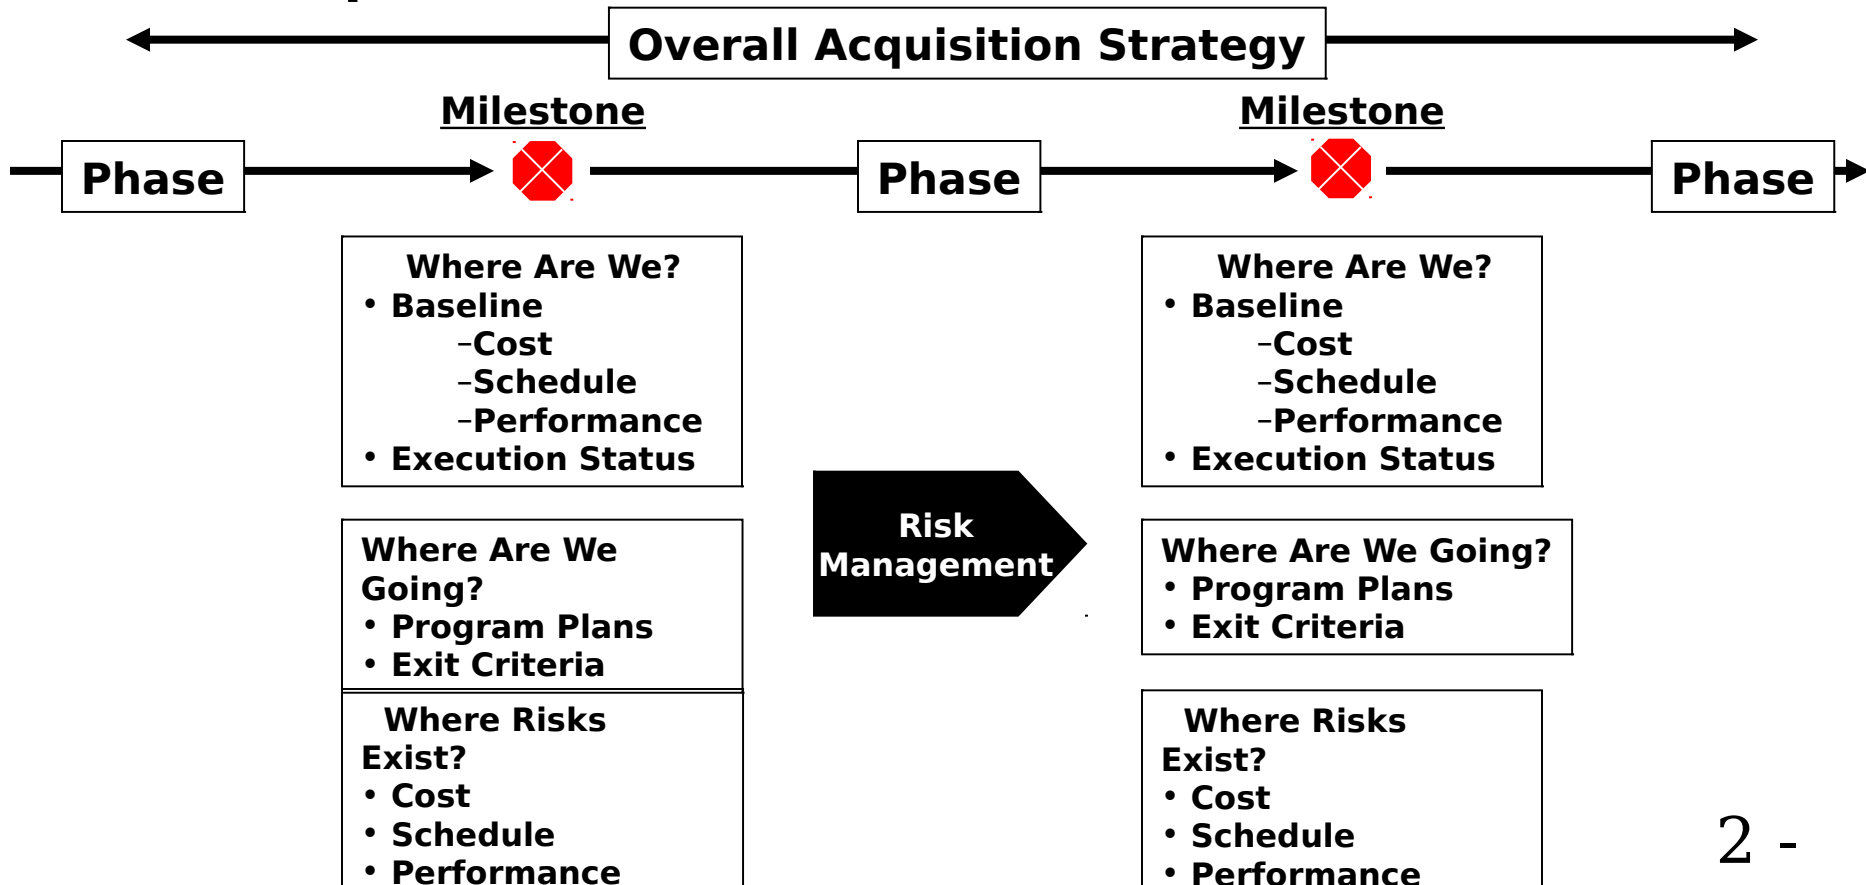 Overall Acquisition Strategy
Milestone
Milestone
Phase
Phase
Phase
Where Are We?
• Baseline
–Cost
–Schedule
–Performance
• Execution Status
Where Are We?
• Baseline
–Cost
–Schedule
–Performance
• Execution Status
Risk
Management
Where Are We
Going?
• Program Plans
• Exit Criteria
Where Are We Going?
• Program Plans
• Exit Criteria
Where Risks
Exist?
• Cost
• Schedule
• Performance
Where Risks
Exist?
• Cost
• Schedule
• Performance
2 -